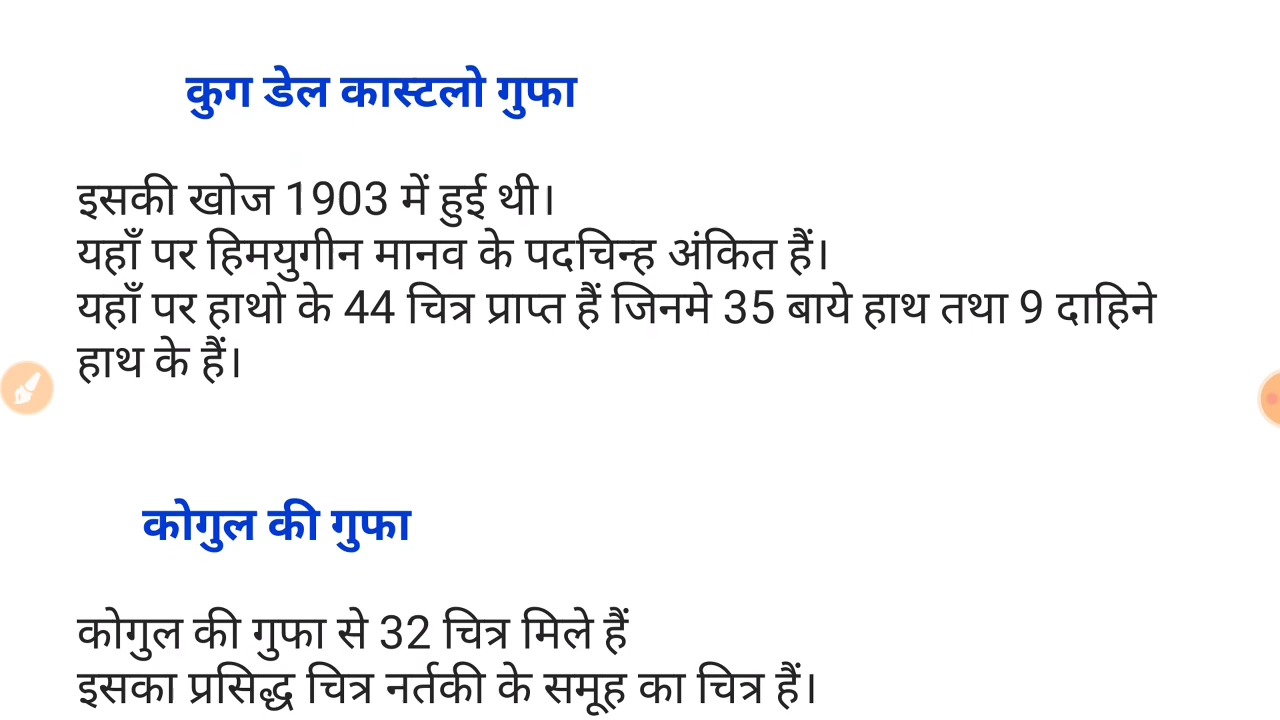 कुग डेल कास्टलो गुफा
इसकी खोज 1903 में हुई थी।
यहाँ पर हिमयुगीन मानव के पदचिन्ह अंकित हैं।
यहाँ पर हाथो के 44 चित्र प्राप्त हैं जिनमे 35 बाये हाथ तथा 9 दाहिने
हाथ के हैं।
कोगुल की गुफा
कोगुल की गुफा से 32 चित्र मिले हैं
इसका प्रसिद्ध चित्र नर्तकी के समूह का चित्र हैं।